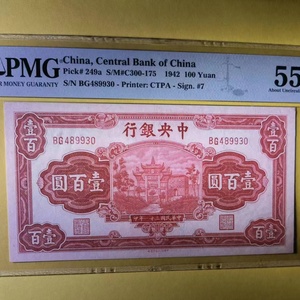 PMG
China, Central Bank of China
Pick# 249a S/M#C300-175 1942 100 Yuan
S/N BG489930 - Printer: CTPA - Sign. #7
55
About Uncirculated
MONEY GUARANTY
中央銀行
BG489930
BG489930
壹百
壹百
圓百壹
圓百壹
壹百
壹百